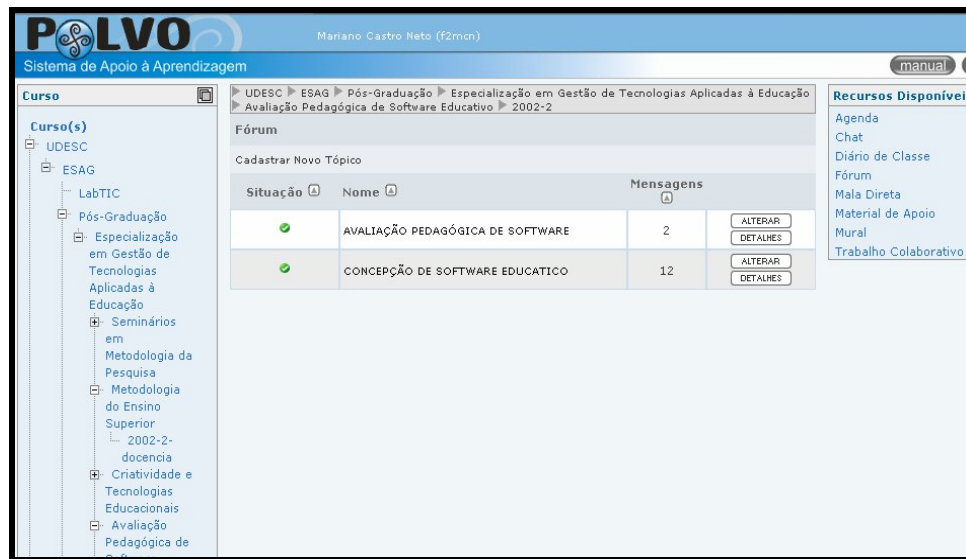 POLVO
Mariano Castro Neto (f2mcn)
Sistema de Apoio à Aprendizagem
manual
Curso
Curso(s)
UDESC
ESAG
LabTIC
Pós-Graduação
Especialização
em Gestão de
Tecnologias
Aplicadas à
Educação
Seminários
em
Metodologia da
Pesquisa
Metodologia
do Ensino
Superior
2002-2-
docencia
Criatividade e
Tecnologias
Educacionais
Avaliação
Pedagógica de
UDESC ESAG Pós-Graduação Especialização em Gestão de Tecnologias Aplicadas à Educação
Avaliação Pedagógica de Software Educativo 2002-2
Fórum
Cadastrar Novo Tópico
Situação Nome Mensagens
AVALIAÇÃO PEDAGÓGICA DE SOFTWARE 2 ALTERAR
DETALHES
CONCEPÇÃO DE SOFTWARE EDUCATICO 12 ALTERAR
DETALHES
Recursos Disponívei
Agenda
Chat
Diário de Classe
Fórum
Mala Direta
Material de Apoio
Mural
Trabalho Colaborativo